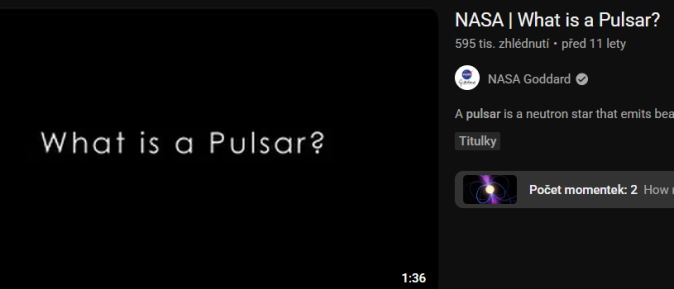 What is a Pulsar?
1:36
NASA | What is a Pulsar?
595 tis. zhlédnutí • před 11 lety
NASA Goddard
A pulsar is a neutron star that emits bea
Titulky
Počet momentek: 2 How